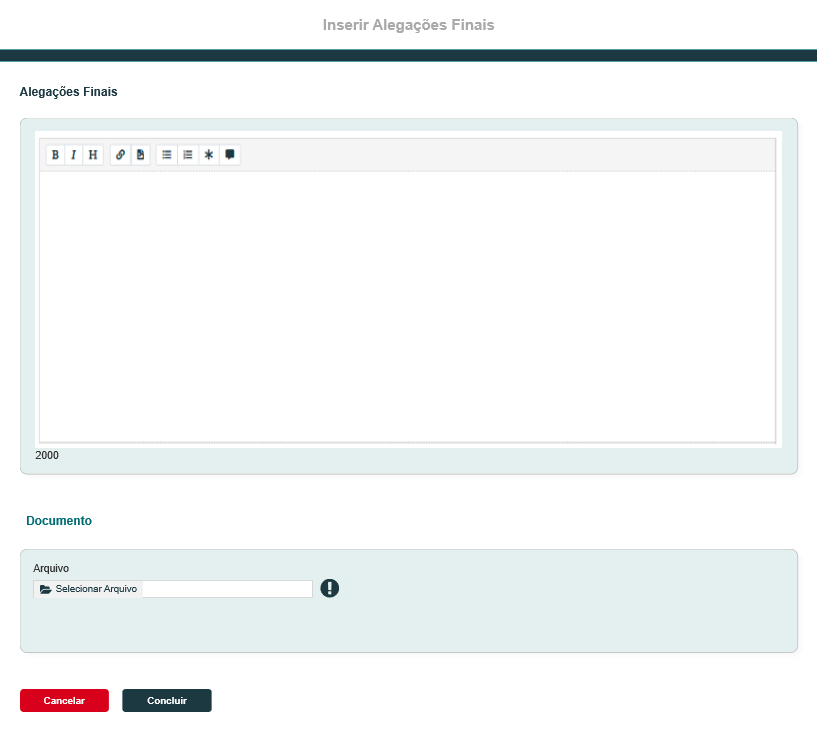 Inserir Alegações Finais
Alegações Finais
B I H
2000
Documento
Arquivo
Selecionar Arquivo
Cancelar Concluir